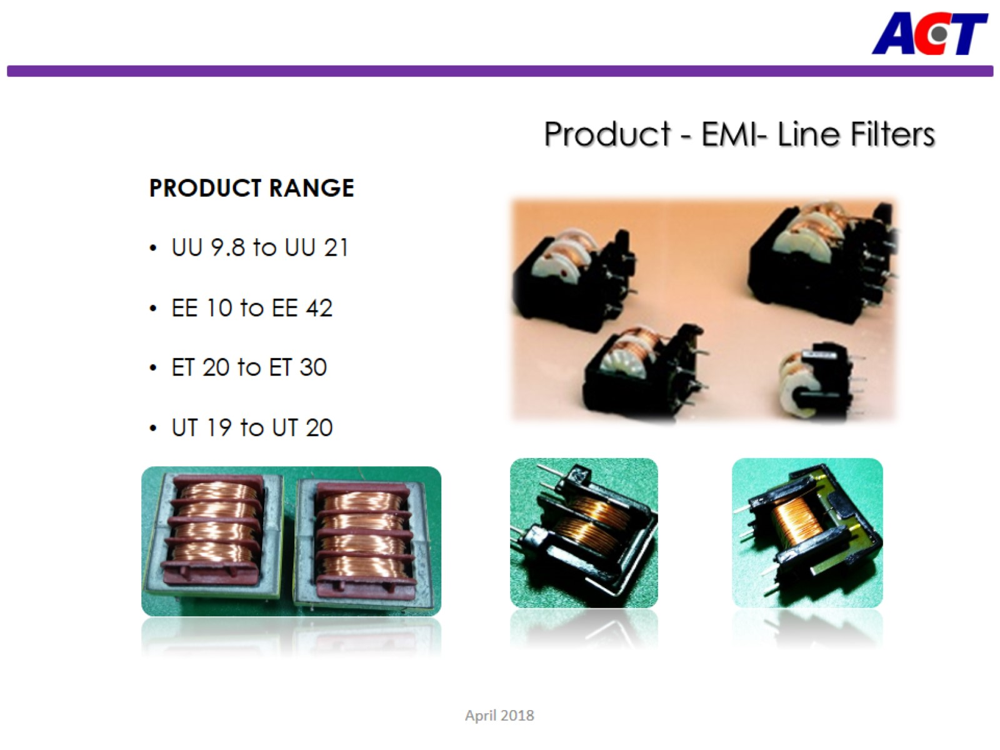 ACT
Product - EMI- Line Filters
PRODUCT RANGE
• UU 9.8 to UU 21
• EE 10 to EE 42
• ET 20 to ET 30
• UT 19 to UT 20
April 2018